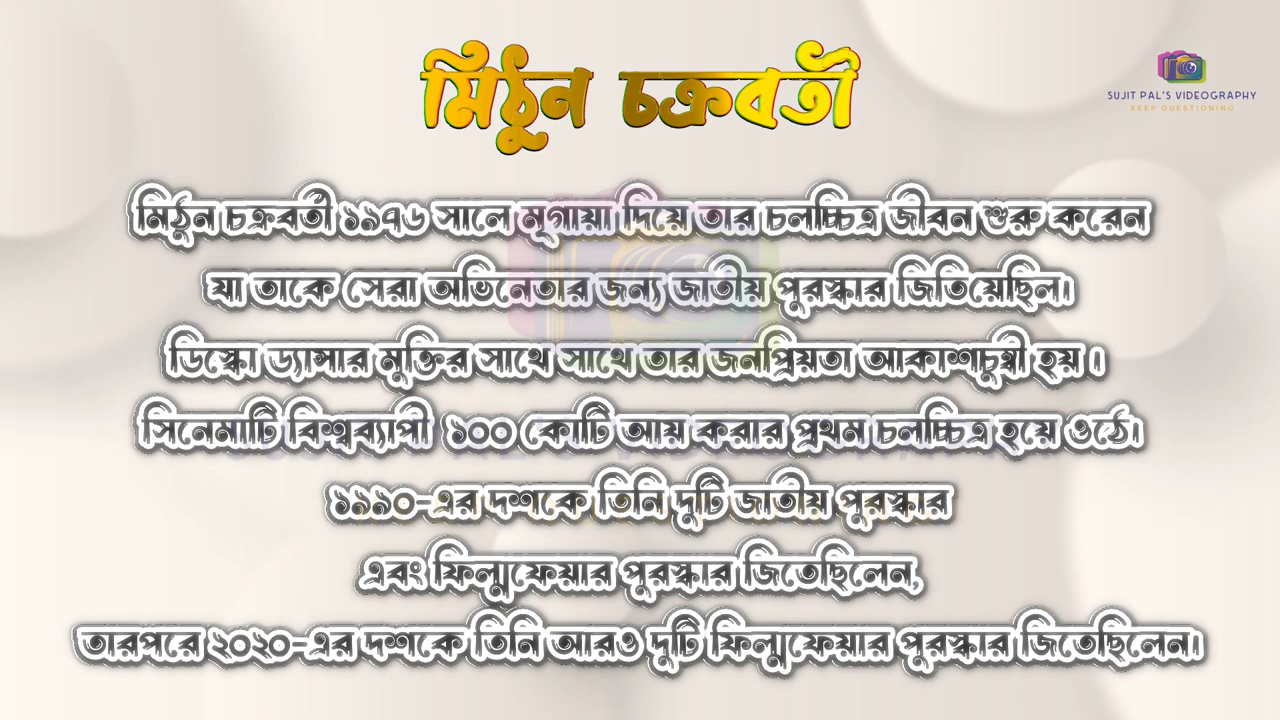 মিঠুন চক্রবর্তী
SUJIT PAL'S VIDEOGRAPHY
KEEP QUESTIONING
মিঠুন চক্রবর্তী ১৯৭৬ সালে মৃগায়া দিয়ে তার চলচ্চিত্র জীবন শুরু করেন
যা তাকে সেরা অভিনেতার জন্য জাতীয় পুরস্কার জিতিয়েছিল।
ডিস্কো ড্যান্সার মুক্তির সাথে সাথে তার জনপ্রিয়তা আকাশচুম্বী হয় ।
সিনেমাটি বিশ্বব্যাপী ১০০ কোটি আয় করার প্রথম চলচ্চিত্র হয়ে ওঠে।
১৯৯০-এর দশকে তিনি দুটি জাতীয় পুরস্কার
এবং ফিল্মফেয়ার পুরস্কার জিতেছিলেন,
তারপরে ২০২০-এর দশকে তিনি আরও দুটি ফিল্মফেয়ার পুরস্কার জিতেছিলেন।